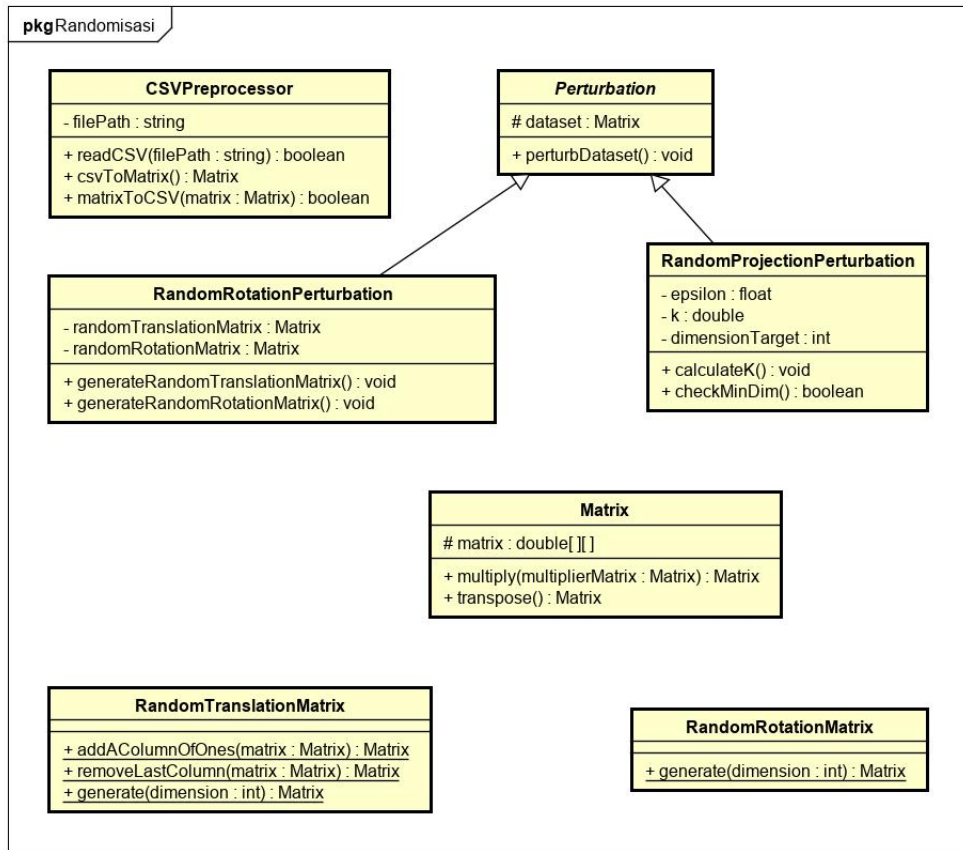 pkg Randomisasi
CSVPreprocessor
- filePath : string
+ readCSV(filePath : string) : boolean
+ csvToMatrix() : Matrix
+ matrixToCSV(matrix : Matrix) : boolean
Perturbation
# dataset : Matrix
+ perturbDataset() : void
RandomRotationPerturbation
- randomTranslationMatrix : Matrix
- randomRotationMatrix : Matrix
+ generateRandomTranslationMatrix() : void
+ generateRandomRotationMatrix() : void
RandomProjectionPerturbation
- epsilon : float
- k : double
- dimensionTarget : int
+ calculateK() : void
+ checkMinDim() : boolean
Matrix
# matrix : double[ ][ ]
+ multiply(multiplierMatrix : Matrix) : Matrix
+ transpose() : Matrix
RandomTranslationMatrix
+ addAColumnOfOnes(matrix : Matrix) : Matrix
+ removeLastColumn(matrix : Matrix) : Matrix
+ generate(dimension : int) : Matrix
RandomRotationMatrix
+ generate(dimension : int) : Matrix